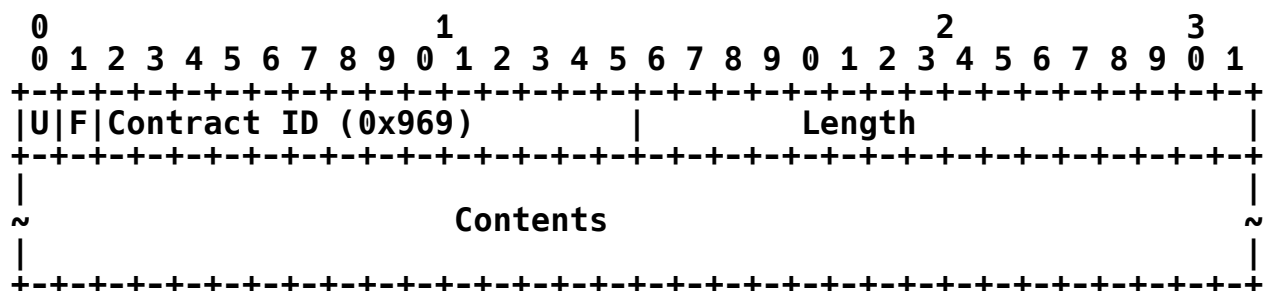 0                   1                         2            3
 0 1 2 3 4 5 6 7 8 9 0 1 2 3 4 5 6 7 8 9 0 1 2 3 4 5 6 7 8 9 0 1
+-+-+-+-+-+-+-+-+-+-+-+-+-+-+-+-+-+-+-+-+-+-+-+-+-+-+-+-+-+-+-+-+
|U|F|Contract ID (0x969)        |        Length                 |
+-+-+-+-+-+-+-+-+-+-+-+-+-+-+-+-+-+-+-+-+-+-+-+-+-+-+-+-+-+-+-+-+
|                                                               |
~                      Contents                                 ~
|                                                               |
+-+-+-+-+-+-+-+-+-+-+-+-+-+-+-+-+-+-+-+-+-+-+-+-+-+-+-+-+-+-+-+-+